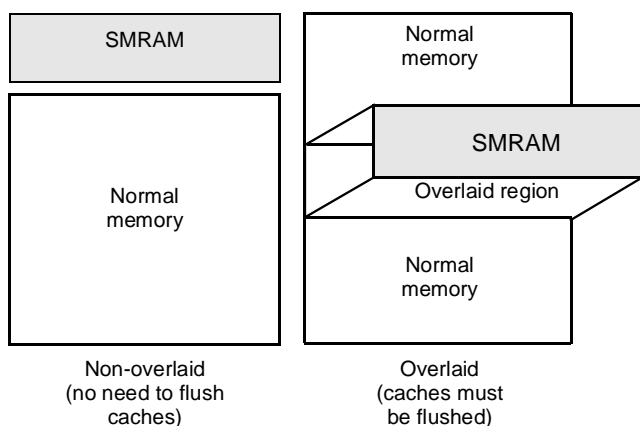 SMRAM
Normal
memory
Non-overlaid
(no need to flush
caches)
Normal
memory
SMRAM
Overlaid region
Normal
memory
Overlaid
(caches must
be flushed)